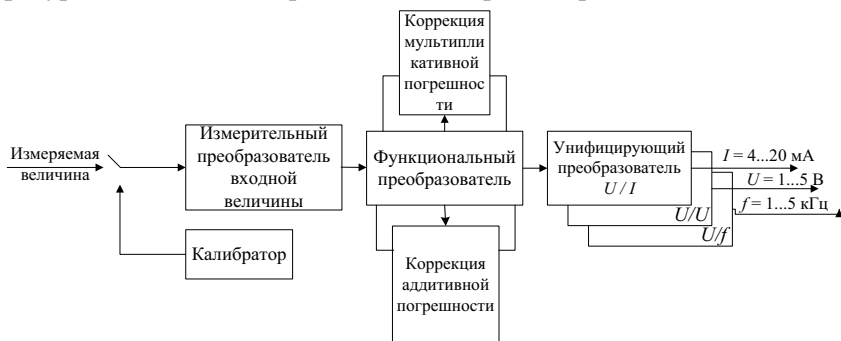 Коррекция
мультипли
кативной
погрешнос
ти
Измеряемая
величина
Измерительный
преобразователь
входной
величины
Функциональный
преобразователь
Унифицирующий
преобразователь
U / I
U/U
U/f
I = 4...20 мА
U = 1...5 В
f = 1...5 кГц
Калибратор
Коррекция
аддитивной
погрешности